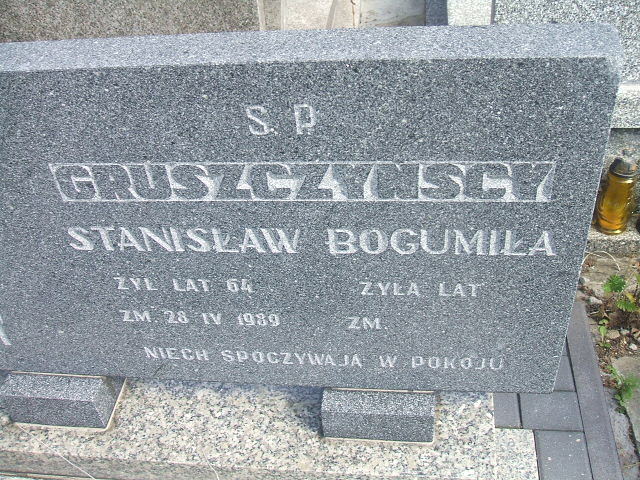 Ś. P.
GRUSZCZYŃSCY
STANISŁAW BOGUMIŁA
ŻYŁ LAT 64 ŻYŁA LAT
ZM. 28 IV 1989 ZM.
NIECH SPOCZYWAJĄ W POKOJU